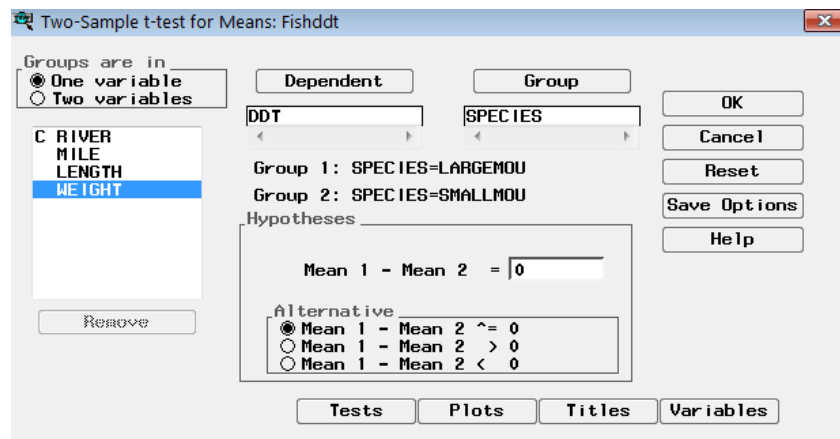 Two-Sample t-test for Means: Fishddt
Groups are in
One variable
Two variables
C RIVER
MILE
LENGTH
WEIGHT
Remove
Dependent
DDT
Group
SPECIES
Group 1: SPECIES=LARGEMOU
Group 2: SPECIES=SMALLMOU
Hypotheses
Mean 1 - Mean 2 = 0
Alternative
Mean 1 - Mean 2 ^= 0
Mean 1 - Mean 2 > 0
Mean 1 - Mean 2 < 0
OK
Cancel
Reset
Save Options
Help
Tests
Plots
Titles
Variables